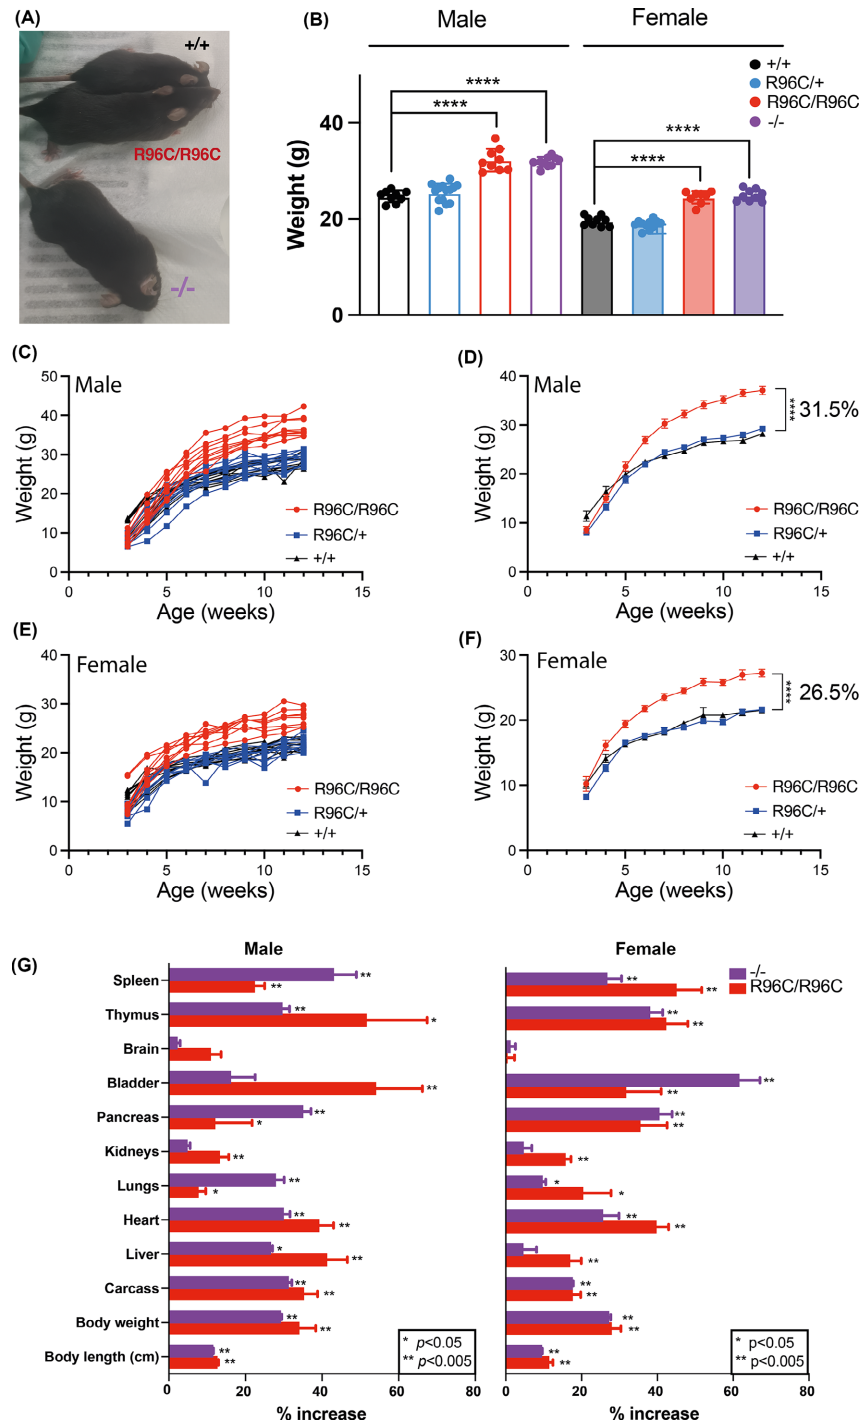 (A)
+/+
R96C/R96C
-/-
(B)
Male
Female
+/+
R96C/+
R96C/R96C
-/-
****
****
****
****
Weight (g)
40
20
0
(C)
Male
50
40
30
20
10
0
Weight (g)
R96C/R96C
R96C/+
+/+
0
5
10
15
Age (weeks)
(D)
Male
40
30
20
10
0
Weight (g)
****
31.5%
R96C/R96C
R96C/+
+/+
0
5
10
15
Age (weeks)
(E)
Female
40
30
20
10
0
Weight (g)
R96C/R96C
R96C/+
+/+
0
5
10
15
Age (weeks)
(F)
Female
30
20
10
0
Weight (g)
****
26.5%
R96C/R96C
R96C/+
+/+
0
5
10
15
Age (weeks)
(G)
Male
Female
-/-
R96C/R96C
Spleen
** ** ** **
Thymus
** * ** **
Brain
Bladder
** ** **
Pancreas
** * ** **
Kidneys
** **
Lungs
** * * *
Heart
** ** ** **
Liver
* ** **
Carcass
** ** ** **
Body weight
** ** ** **
Body length (cm)
** ** ** **
* p<0.05
** p<0.005
* p<0.05
** p<0.005
0 20 40 60 80
0 20 40 60 80
% increase
% increase